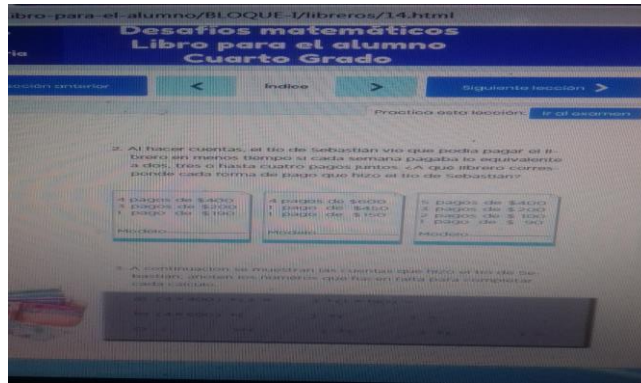 ibro-para-el-alumno/BLOQUE-I/libreros/14.html
Desafíos matemáticos
Libro para el alumno
Cuarto Grado
ria
ección anterior
Índice
Siguiente lección
Practica esta lección:
Ir al examen
2. Al hacer cuentas, el tío de Sebastián vio que podía pagar el li-
brero en menos tiempo si cada semana pagaba lo equivalente
a dos, tres o hasta cuatro pagos juntos. ¿A qué librero corres-
ponde cada forma de pago que hizo el tío de Sebastián?
4 pagos de $400
3 pagos de $200
1 pago de $100
Modelo
4 pagos de $600
1 pago de $450
1 pago de $150
Modelo
5 pagos de $400
3 pagos de $200
2 pagos de $ 100
1 pago de $ 90
Modelo
3. A continuación se muestran las cuentas que hizo el tío de Se-
bastián, anoten los números que hacen falta para completar
cada cálculo.